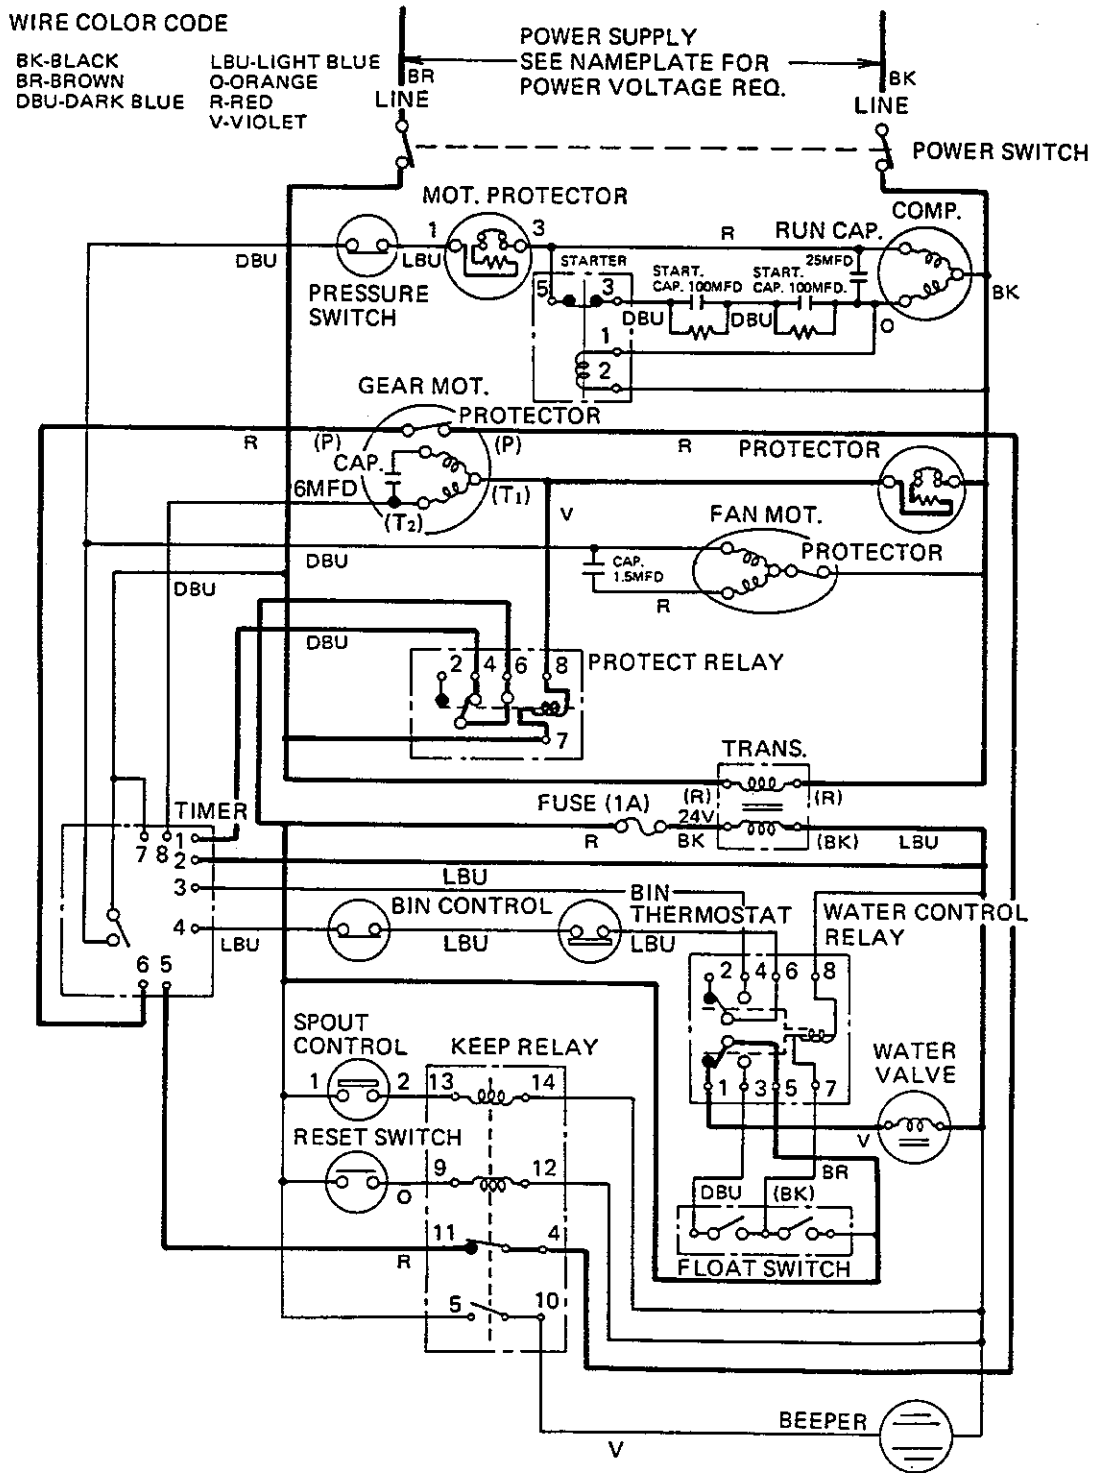 WIRE COLOR CODE
BK-BLACK LBU-LIGHT BLUE
BR-BROWN O-ORANGE
DBU-DARK BLUE R-RED
V-VIOLET
POWER SUPPLY
SEE NAMEPLATE FOR
POWER VOLTAGE REQ.
BR
LINE
BK
LINE
POWER SWITCH
MOT. PROTECTOR
COMP.
1 3
R
RUN CAP.
DBU
LBU
STARTER
START.
CAP. 100MFD
START.
CAP. 100MFD.
25MFD
PRESSURE
SWITCH
5 3
DBU
DBU
O
BK
1
2
GEAR MOT.
PROTECTOR
R
(P)
(P)
R
PROTECTOR
CAP.
6MFD
(T1)
(T2)
V
FAN MOT.
PROTECTOR
DBU
CAP.
1.5MFD
DBU
R
DBU
2 4 6 8
PROTECT RELAY
7
TRANS.
FUSE (1A)
(R)
(R)
24V
R
BK
(BK)
LBU
TIMER
7 8 1
2
LBU
3
BIN
THERMOSTAT
BIN CONTROL
WATER CONTROL
RELAY
4
LBU
LBU
LBU
6 5
2 4 6 8
SPOUT
CONTROL
KEEP RELAY
WATER
VALVE
1 2 13 14
1 3 5 7
RESET SWITCH
V
9 12
O
BR
DBU
(BK)
11 4
R
FLOAT SWITCH
5 10
BEEPER
V